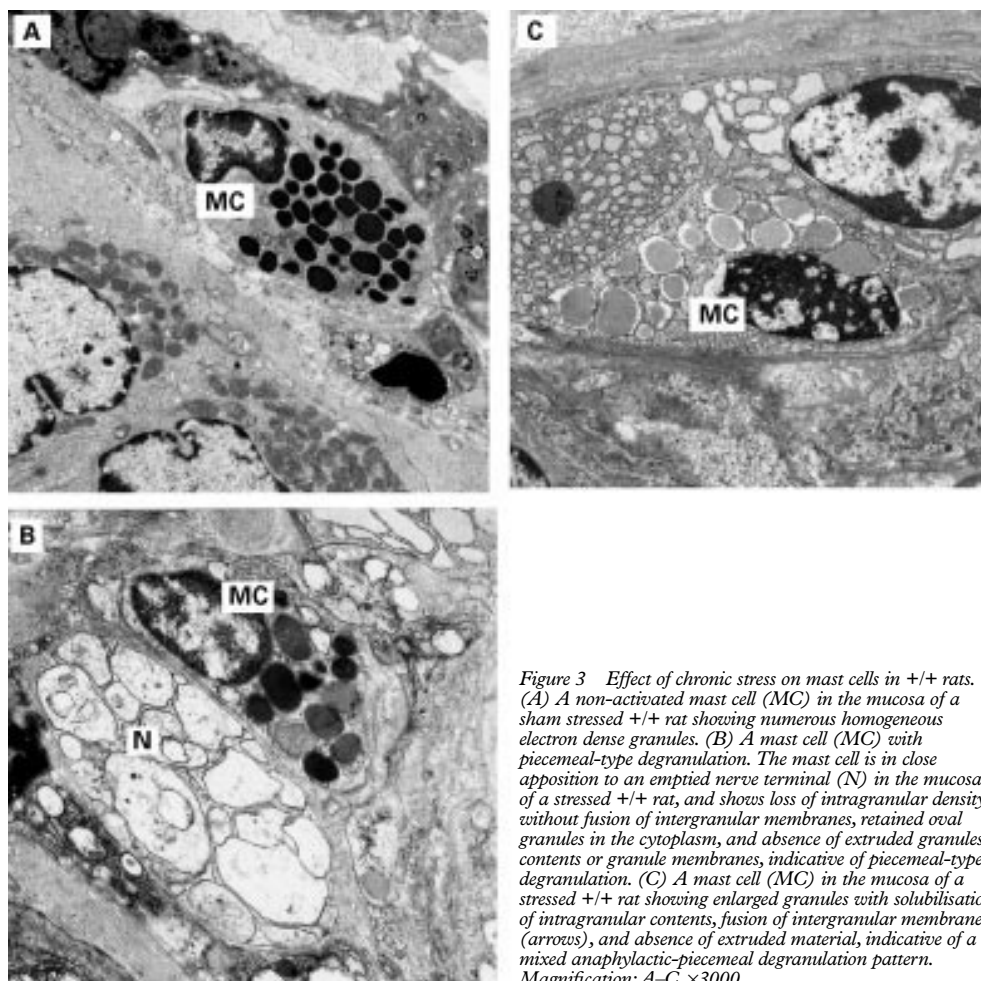 A
MC
C
MC
B
MC
N
Figure 3 Effect of chronic stress on mast cells in +/+ rats.
(A) A non-activated mast cell (MC) in the mucosa of a
sham stressed +/+ rat showing numerous homogeneous
electron dense granules. (B) A mast cell (MC) with
piecemeal-type degranulation. The mast cell is in close
apposition to an emptied nerve terminal (N) in the mucosa
of a stressed +/+ rat, and shows loss of intragranular density
without fusion of intergranular membranes, retained oval
granules in the cytoplasm, and absence of extruded granules
contents or granule membranes, indicative of piecemeal-type
degranulation. (C) A mast cell (MC) in the mucosa of a
stressed +/+ rat showing enlarged granules with solubilisatio
of intragranular contents, fusion of intergranular membrane
(arrows), and absence of extruded material, indicative of a
mixed anaphylactic-piecemeal degranulation pattern.
Magnification: A–C, ×3000